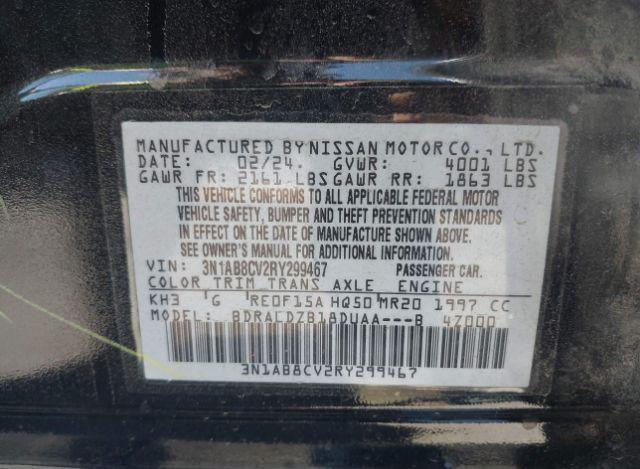 MANUFACTURED BY NISSAN MOTOR CO., LTD.
DATE: 02/24. GVWR: 4001 LBS
GAWR FR: 2161 LBS GAWR RR: 1863 LBS
THIS VEHICLE CONFORMS TO ALL APPLICABLE FEDERAL MOTOR
VEHICLE SAFETY, BUMPER AND THEFT PREVENTION STANDARDS
IN EFFECT ON THE DATE OF MANUFACTURE SHOWN ABOVE.
SEE OWNER'S MANUAL FOR ADDITIONAL INFORMATION.
VIN: 3N1AB8CV2RY299467 PASSENGER CAR.
COLOR TRIM TRANS AXLE ENGINE
KH3 G RE0F15A HQ50 MR20 1997 CC
MODEL: BDRALDZB18DUAA---B 4Z000
3N1AB8CV2RY299467